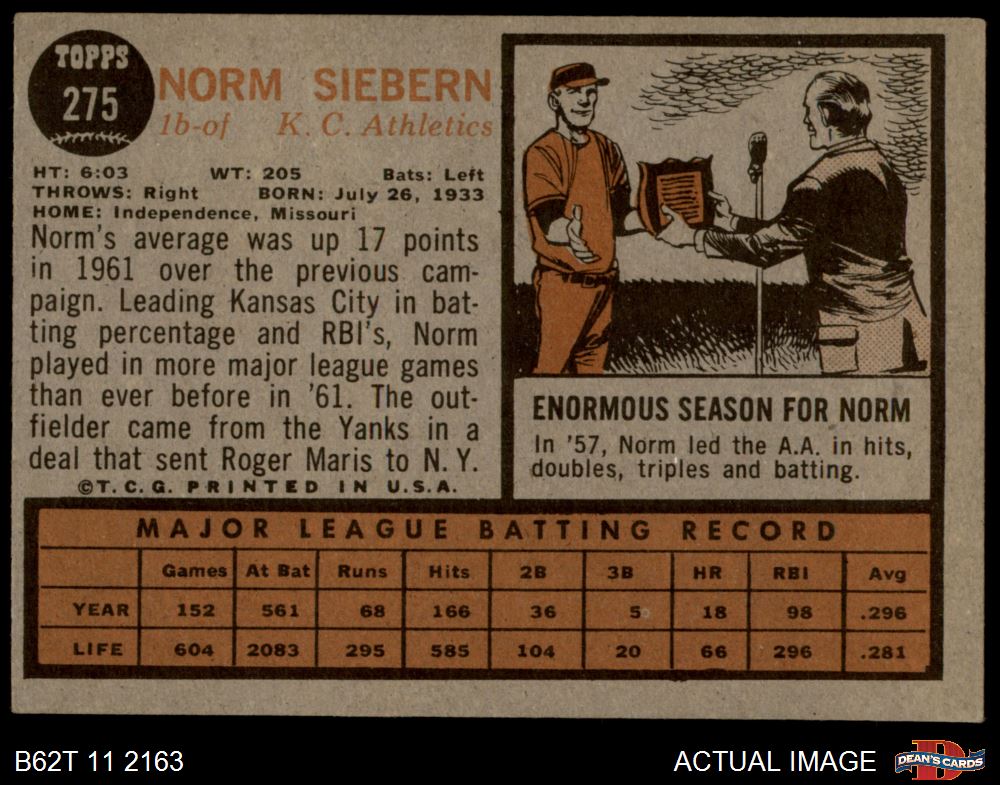 TOPPS
275
NORM SIEBERN
1b-of K. C. Athletics
HT: 6:03 WT: 205 Bats: Left
THROWS: Right BORN: July 26, 1933
HOME: Independence, Missouri
Norm's average was up 17 points
in 1961 over the previous cam-
paign. Leading Kansas City in bat-
ting percentage and RBI's, Norm
played in more major league games
than ever before in '61. The out-
fielder came from the Yanks in a
deal that sent Roger Maris to N. Y.
©T. C. G. PRINTED IN U.S.A.
ENORMOUS SEASON FOR NORM
In '57, Norm led the A.A. in hits,
doubles, triples and batting.
MAJOR LEAGUE BATTING RECORD
Games At Bat Runs Hits 2B 3B HR RBI Avg
YEAR 152 561 68 166 36 5 18 98 .296
LIFE 604 2083 295 585 104 20 66 296 .281
B62T 11 2163
ACTUAL IMAGE
DEAN'S CARDS